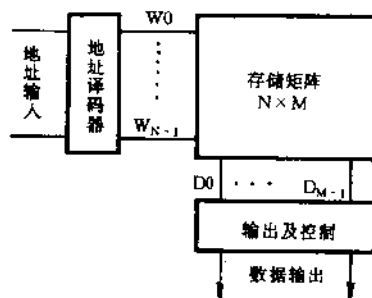 地址输入
地址译码器
W0
W_{N-1}
存储矩阵
N×M
D0
D_{M-1}
输出及控制
数据输出